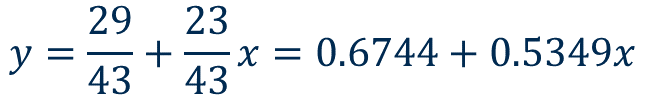 y = 29/43 + 23/43 x = 0.6744 + 0.5349x